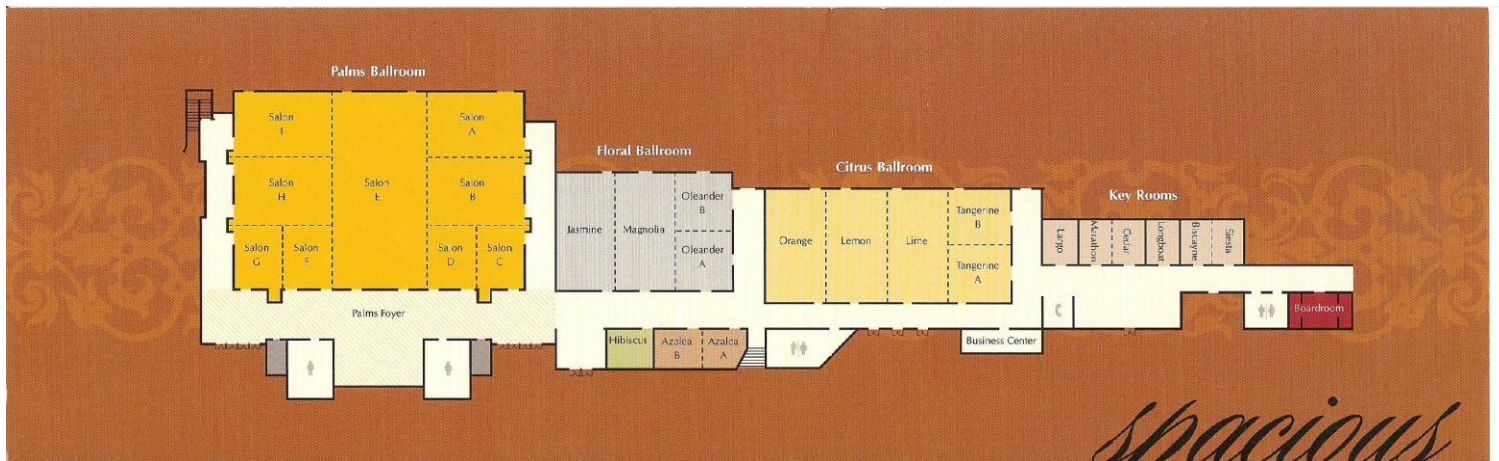 Palms Ballroom
Salon
I
Salon
A
Salon
H
Salon
E
Salon
B
Salon
G
Salon
F
Salon
D
Salon
C
Palms Foyer
Floral Ballroom
Jasmine
Magnolia
Oleander
B
Oleander
A
Hibiscus
Azalea
B
Azalea
A
Citrus Ballroom
Orange
Lemon
Lime
Tangerine
B
Tangerine
A
Business Center
Key Rooms
Largo
Marathon
Cedar
Longboat
Biscayne
Siesta
Boardroom
spacious